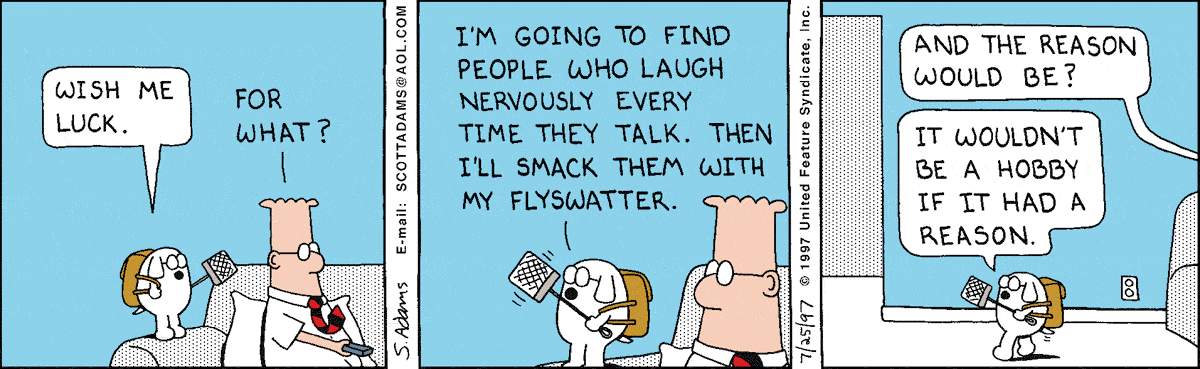 WISH ME
LUCK.
FOR
WHAT?
S. Adams
E-mail: SCOTTADAMS@AOL.COM
I'M GOING TO FIND
PEOPLE WHO LAUGH
NERVOUSLY EVERY
TIME THEY TALK. THEN
I'LL SMACK THEM WITH
MY FLYSWATTER.
7/25/97 © 1997 United Feature Syndicate, Inc.
AND THE REASON
WOULD BE?
IT WOULDN'T
BE A HOBBY
IF IT HAD A
REASON.